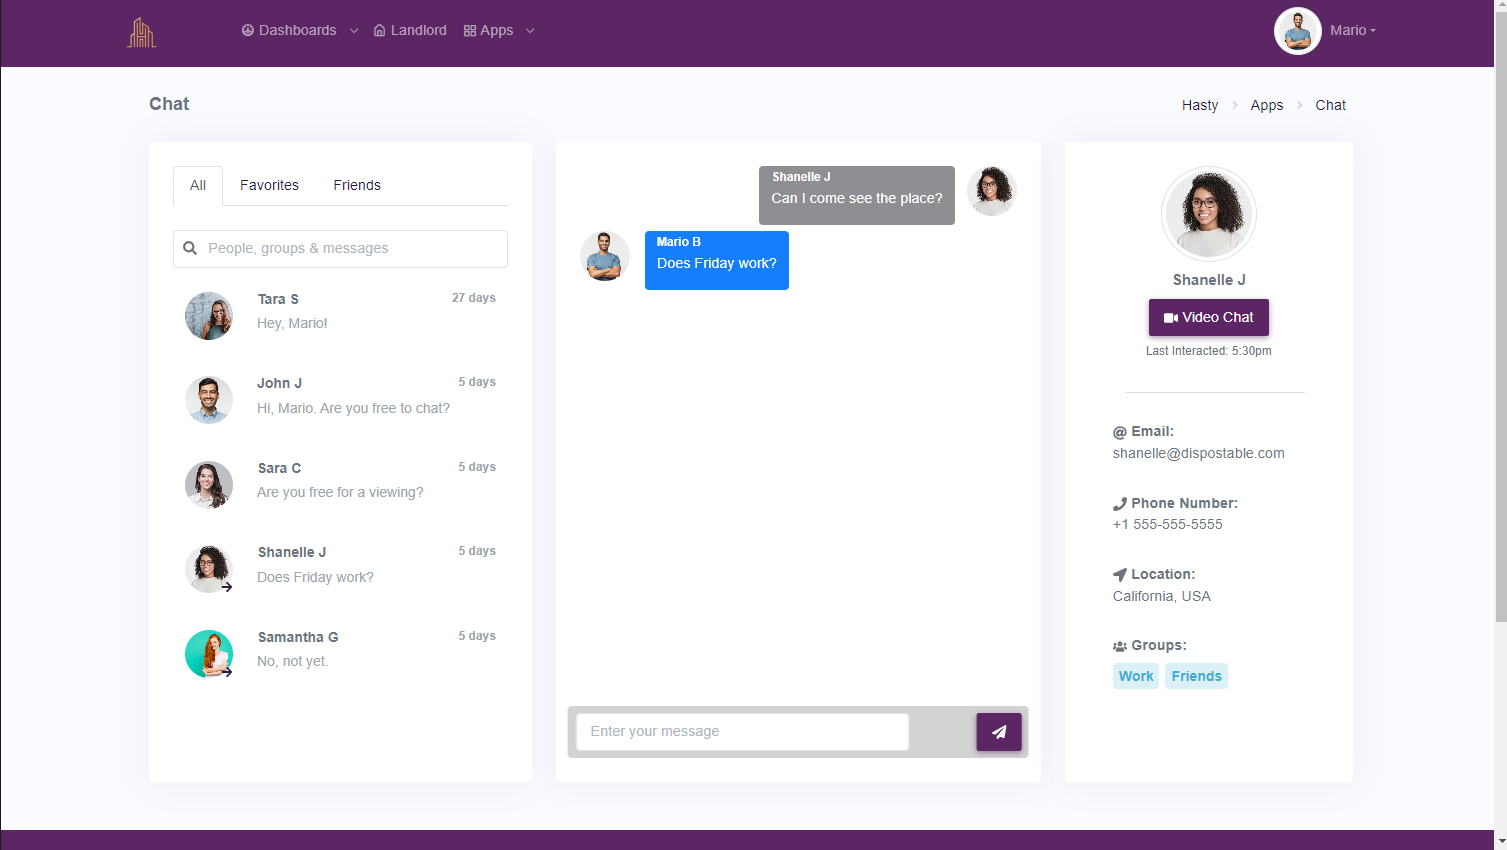 Dashboards Landlord Apps Mario
Chat
Hasty Apps Chat
All Favorites Friends
People, groups & messages
Tara S 27 days
Hey, Mario!
John J 5 days
Hi, Mario. Are you free to chat?
Sara C 5 days
Are you free for a viewing?
Shanelle J 5 days
Does Friday work?
Samantha G 5 days
No, not yet.
Shanelle J
Can I come see the place?
Mario B
Does Friday work?
Enter your message
Shanelle J
Video Chat
Last Interacted: 5:30pm
Email:
shanelle@dispostable.com
Phone Number:
+1 555-555-5555
Location:
California, USA
Groups:
Work Friends